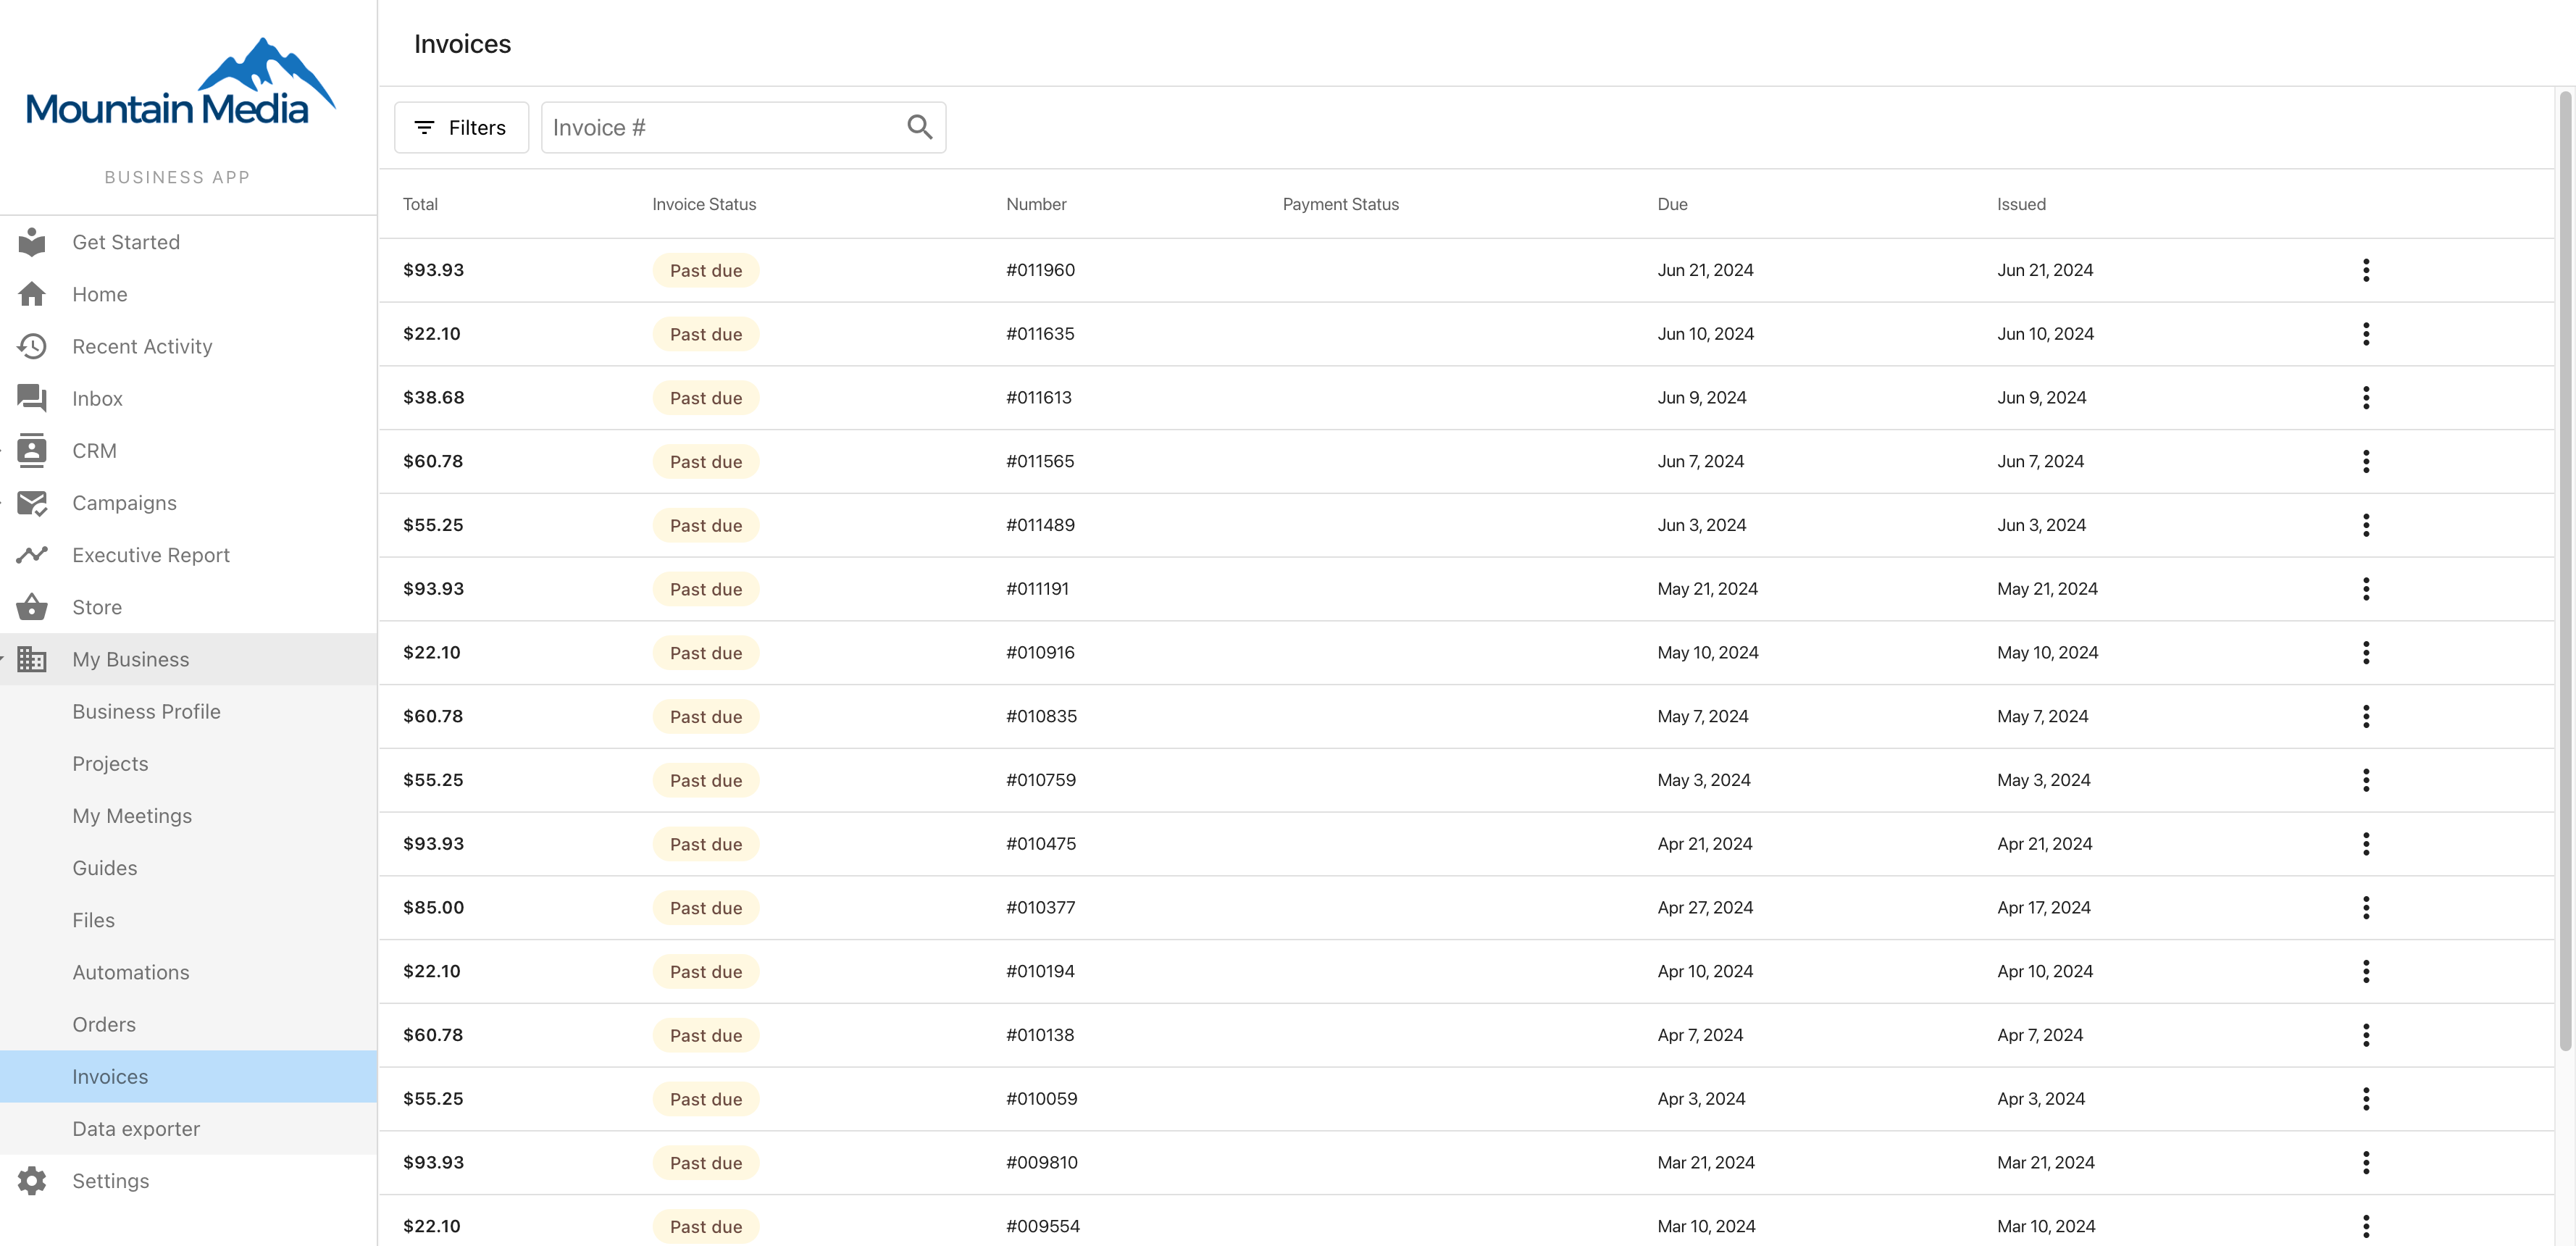 Mountain Media
BUSINESS APP
Get Started
Home
Recent Activity
Inbox
CRM
Campaigns
Executive Report
Store
My Business
Business Profile
Projects
My Meetings
Guides
Files
Automations
Orders
Invoices
Data exporter
Settings
Invoices
Filters Invoice #
Total Invoice Status Number Payment Status Due Issued
$93.93 Past due #011960 Jun 21, 2024 Jun 21, 2024
$22.10 Past due #011635 Jun 10, 2024 Jun 10, 2024
$38.68 Past due #011613 Jun 9, 2024 Jun 9, 2024
$60.78 Past due #011565 Jun 7, 2024 Jun 7, 2024
$55.25 Past due #011489 Jun 3, 2024 Jun 3, 2024
$93.93 Past due #011191 May 21, 2024 May 21, 2024
$22.10 Past due #010916 May 10, 2024 May 10, 2024
$60.78 Past due #010835 May 7, 2024 May 7, 2024
$55.25 Past due #010759 May 3, 2024 May 3, 2024
$93.93 Past due #010475 Apr 21, 2024 Apr 21, 2024
$85.00 Past due #010377 Apr 27, 2024 Apr 17, 2024
$22.10 Past due #010194 Apr 10, 2024 Apr 10, 2024
$60.78 Past due #010138 Apr 7, 2024 Apr 7, 2024
$55.25 Past due #010059 Apr 3, 2024 Apr 3, 2024
$93.93 Past due #009810 Mar 21, 2024 Mar 21, 2024
$22.10 Past due #009554 Mar 10, 2024 Mar 10, 2024